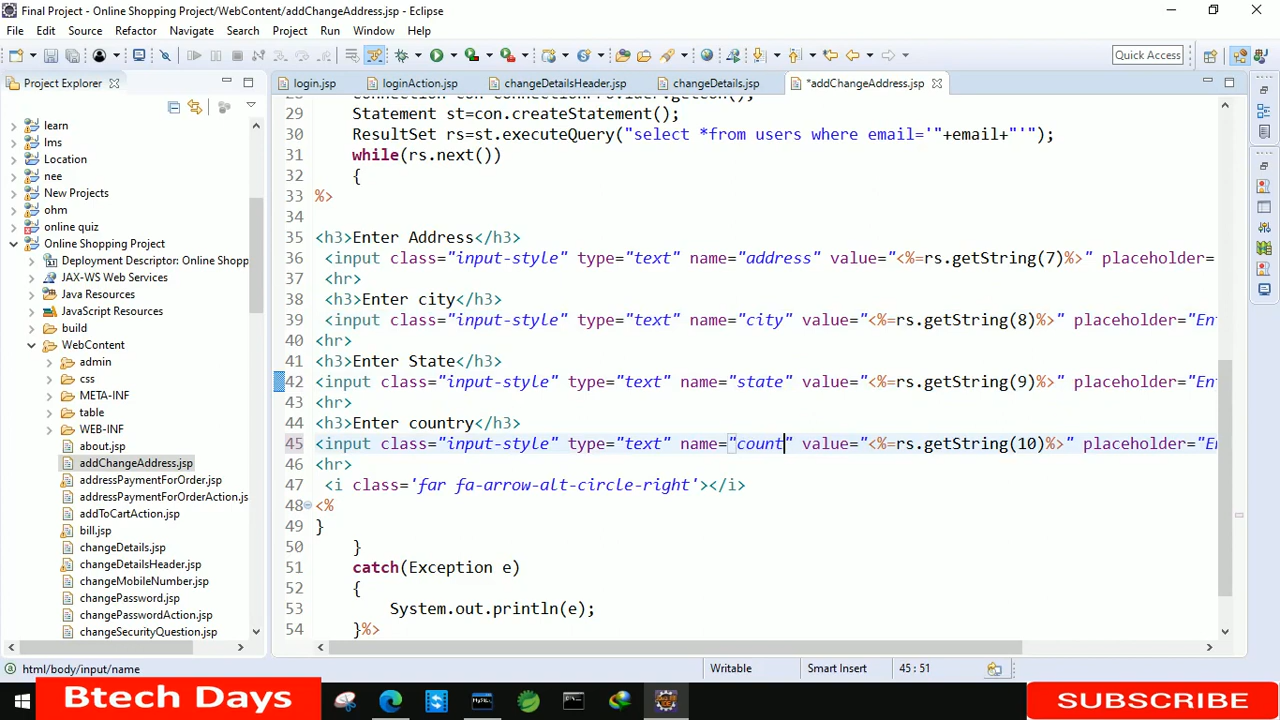 Final Project - Online Shopping Project/WebContent/addChangeAddress.jsp - Eclipse
File Edit Source Refactor Navigate Search Project Run Window Help
Quick Access
Project Explorer
login.jsp loginAction.jsp changeDetailsHeader.jsp changeDetails.jsp *addChangeAddress.jsp
learn
lms
Location
nee
New Projects
ohm
online quiz
Online Shopping Project
Deployment Descriptor: Online Shopp
JAX-WS Web Services
Java Resources
JavaScript Resources
build
WebContent
admin
css
META-INF
table
WEB-INF
about.jsp
addChangeAddress.jsp
addressPaymentForOrder.jsp
addressPaymentForOrderAction.js
addToCartAction.jsp
bill.jsp
changeDetails.jsp
changeDetailsHeader.jsp
changeMobileNumber.jsp
changePassword.jsp
changePasswordAction.jsp
changeSecurityQuestion.jsp
29 Statement st=con.createStatement();
30 ResultSet rs=st.executeQuery("select *from users where email='"+email+"'");
31 while(rs.next())
32 {
33 %>
34
35 <h3>Enter Address</h3>
36 <input class="input-style" type="text" name="address" value="<%=rs.getString(7)%>" placeholder=
37 <hr>
38 <h3>Enter city</h3>
39 <input class="input-style" type="text" name="city" value="<%=rs.getString(8)%>" placeholder="En
40 <hr>
41 <h3>Enter State</h3>
42 <input class="input-style" type="text" name="state" value="<%=rs.getString(9)%>" placeholder="En
43 <hr>
44 <h3>Enter country</h3>
45 <input class="input-style" type="text" name="count" value="<%=rs.getString(10)%>" placeholder="E
46 <hr>
47 <i class='far fa-arrow-alt-circle-right'></i>
48 <%
49 }
50 }
51 catch(Exception e)
52 {
53 System.out.println(e);
54 }%>
html/body/input/name
Writable Smart Insert 45 : 51
Btech Days
SUBSCRIBE